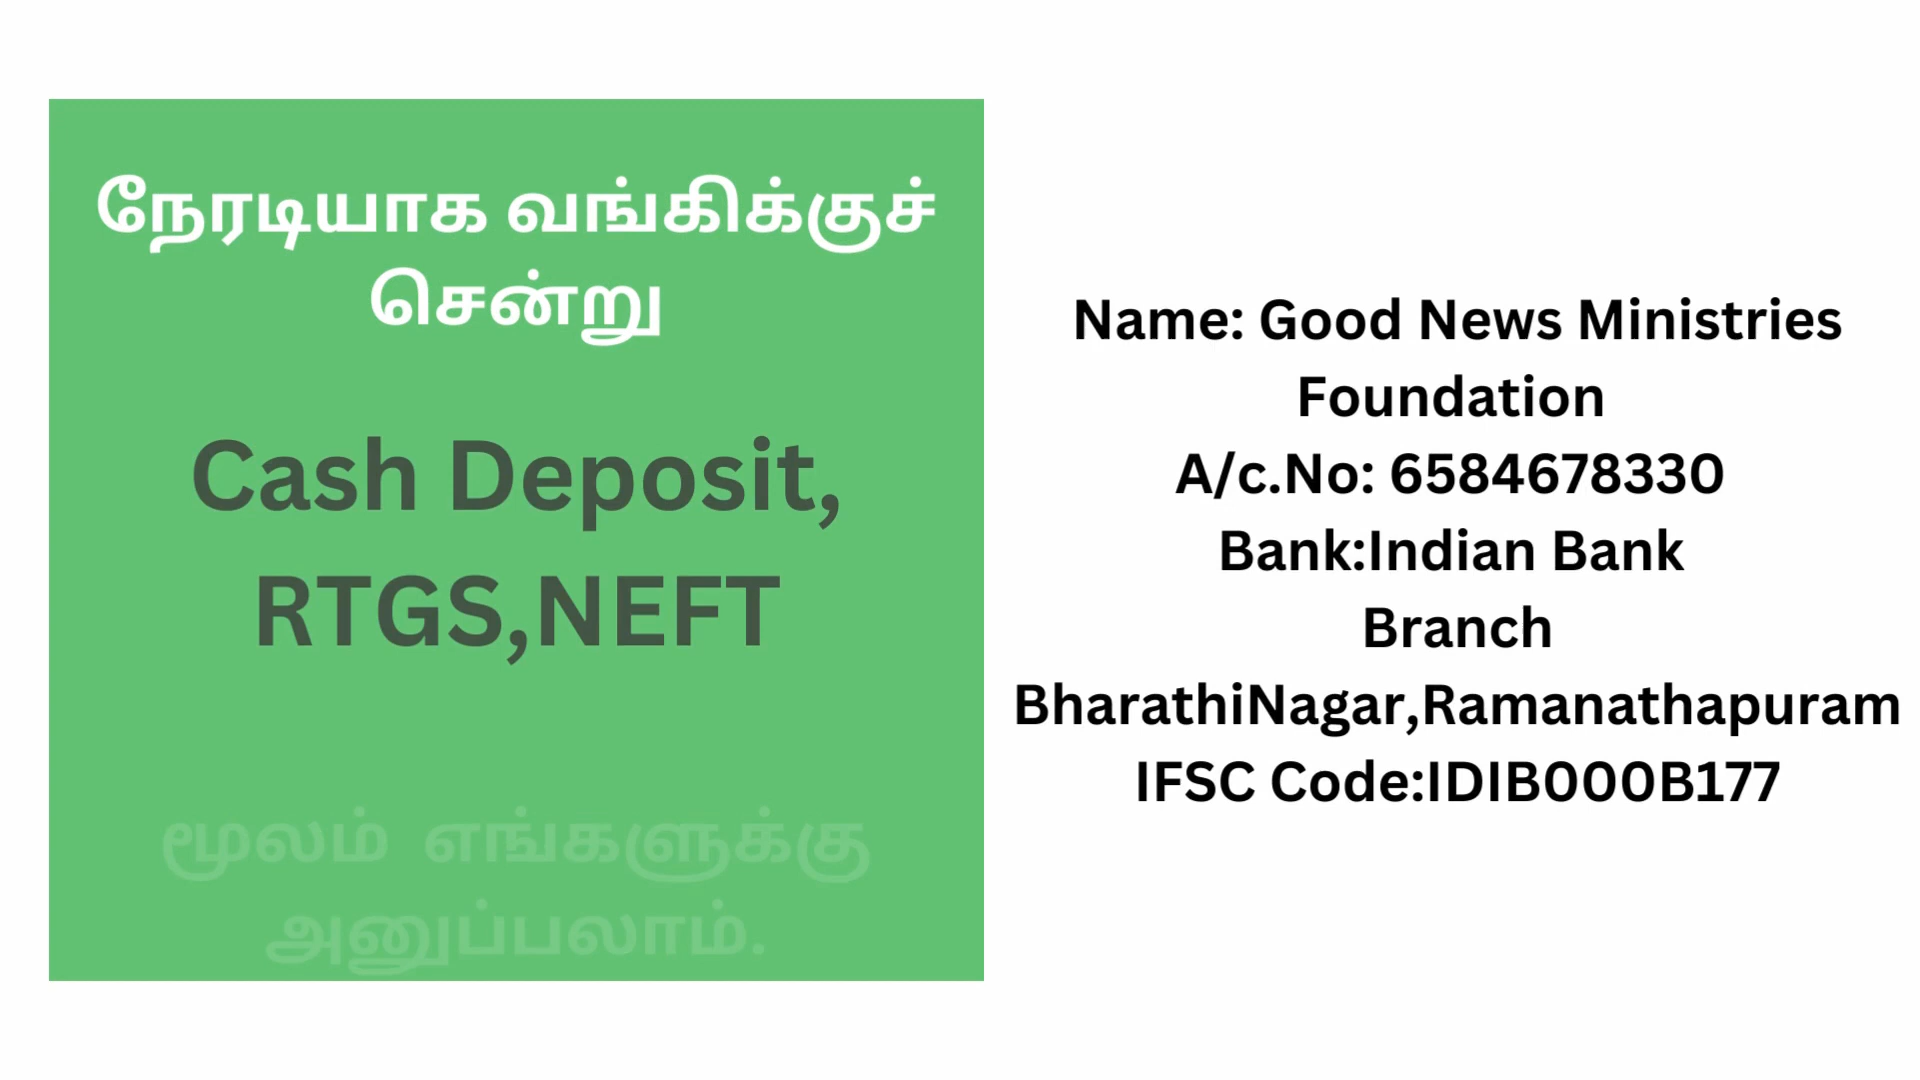 நேரடியாக வங்கிக்குச்
சென்று
Cash Deposit,
RTGS,NEFT
மூலம் எங்களுக்கு
அனுப்பலாம்.
Name: Good News Ministries
Foundation
A/c.No: 6584678330
Bank:Indian Bank
Branch
BharathiNagar,Ramanathapuram
IFSC Code:IDIB000B177